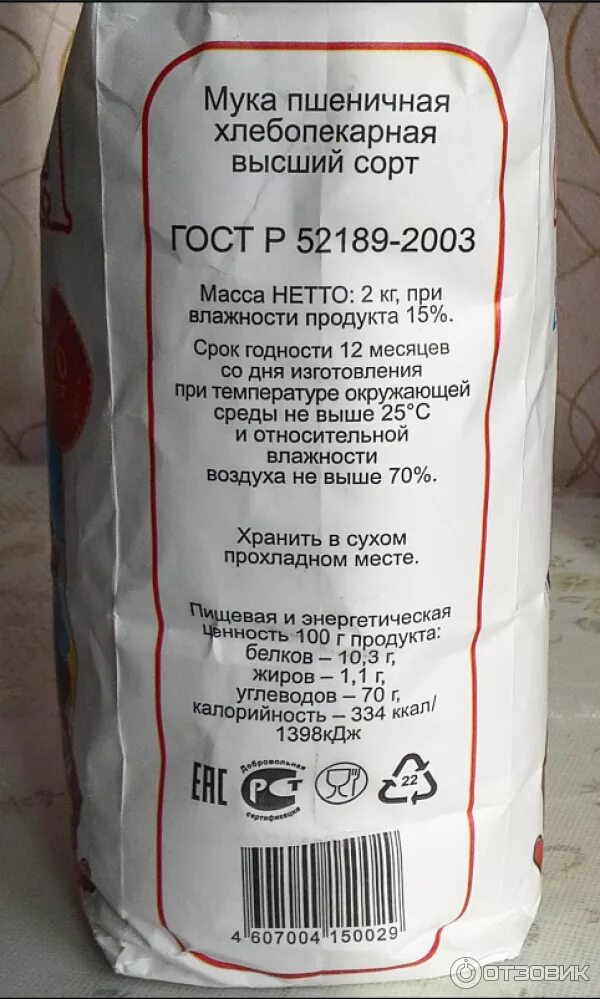 Мука пшеничная
хлебопекарная
высший сорт
ГОСТ Р 52189-2003
Масса НЕТТО: 2 кг, при
влажности продукта 15%.
Срок годности 12 месяцев
со дня изготовления
при температуре окружающей
среды не выше 25°С
и относительной
влажности
воздуха не выше 70%.
Хранить в сухом
прохладном месте.
Пищевая и энергетическая
ценность 100 г продукта:
белков – 10,3 г,
жиров – 1,1 г,
углеводов – 70 г,
калорийность – 334 ккал/
1398кДж
ЕАС
Добровольная
РСТ
сертификация
22
4 607004 150029
ОТЗОВИК